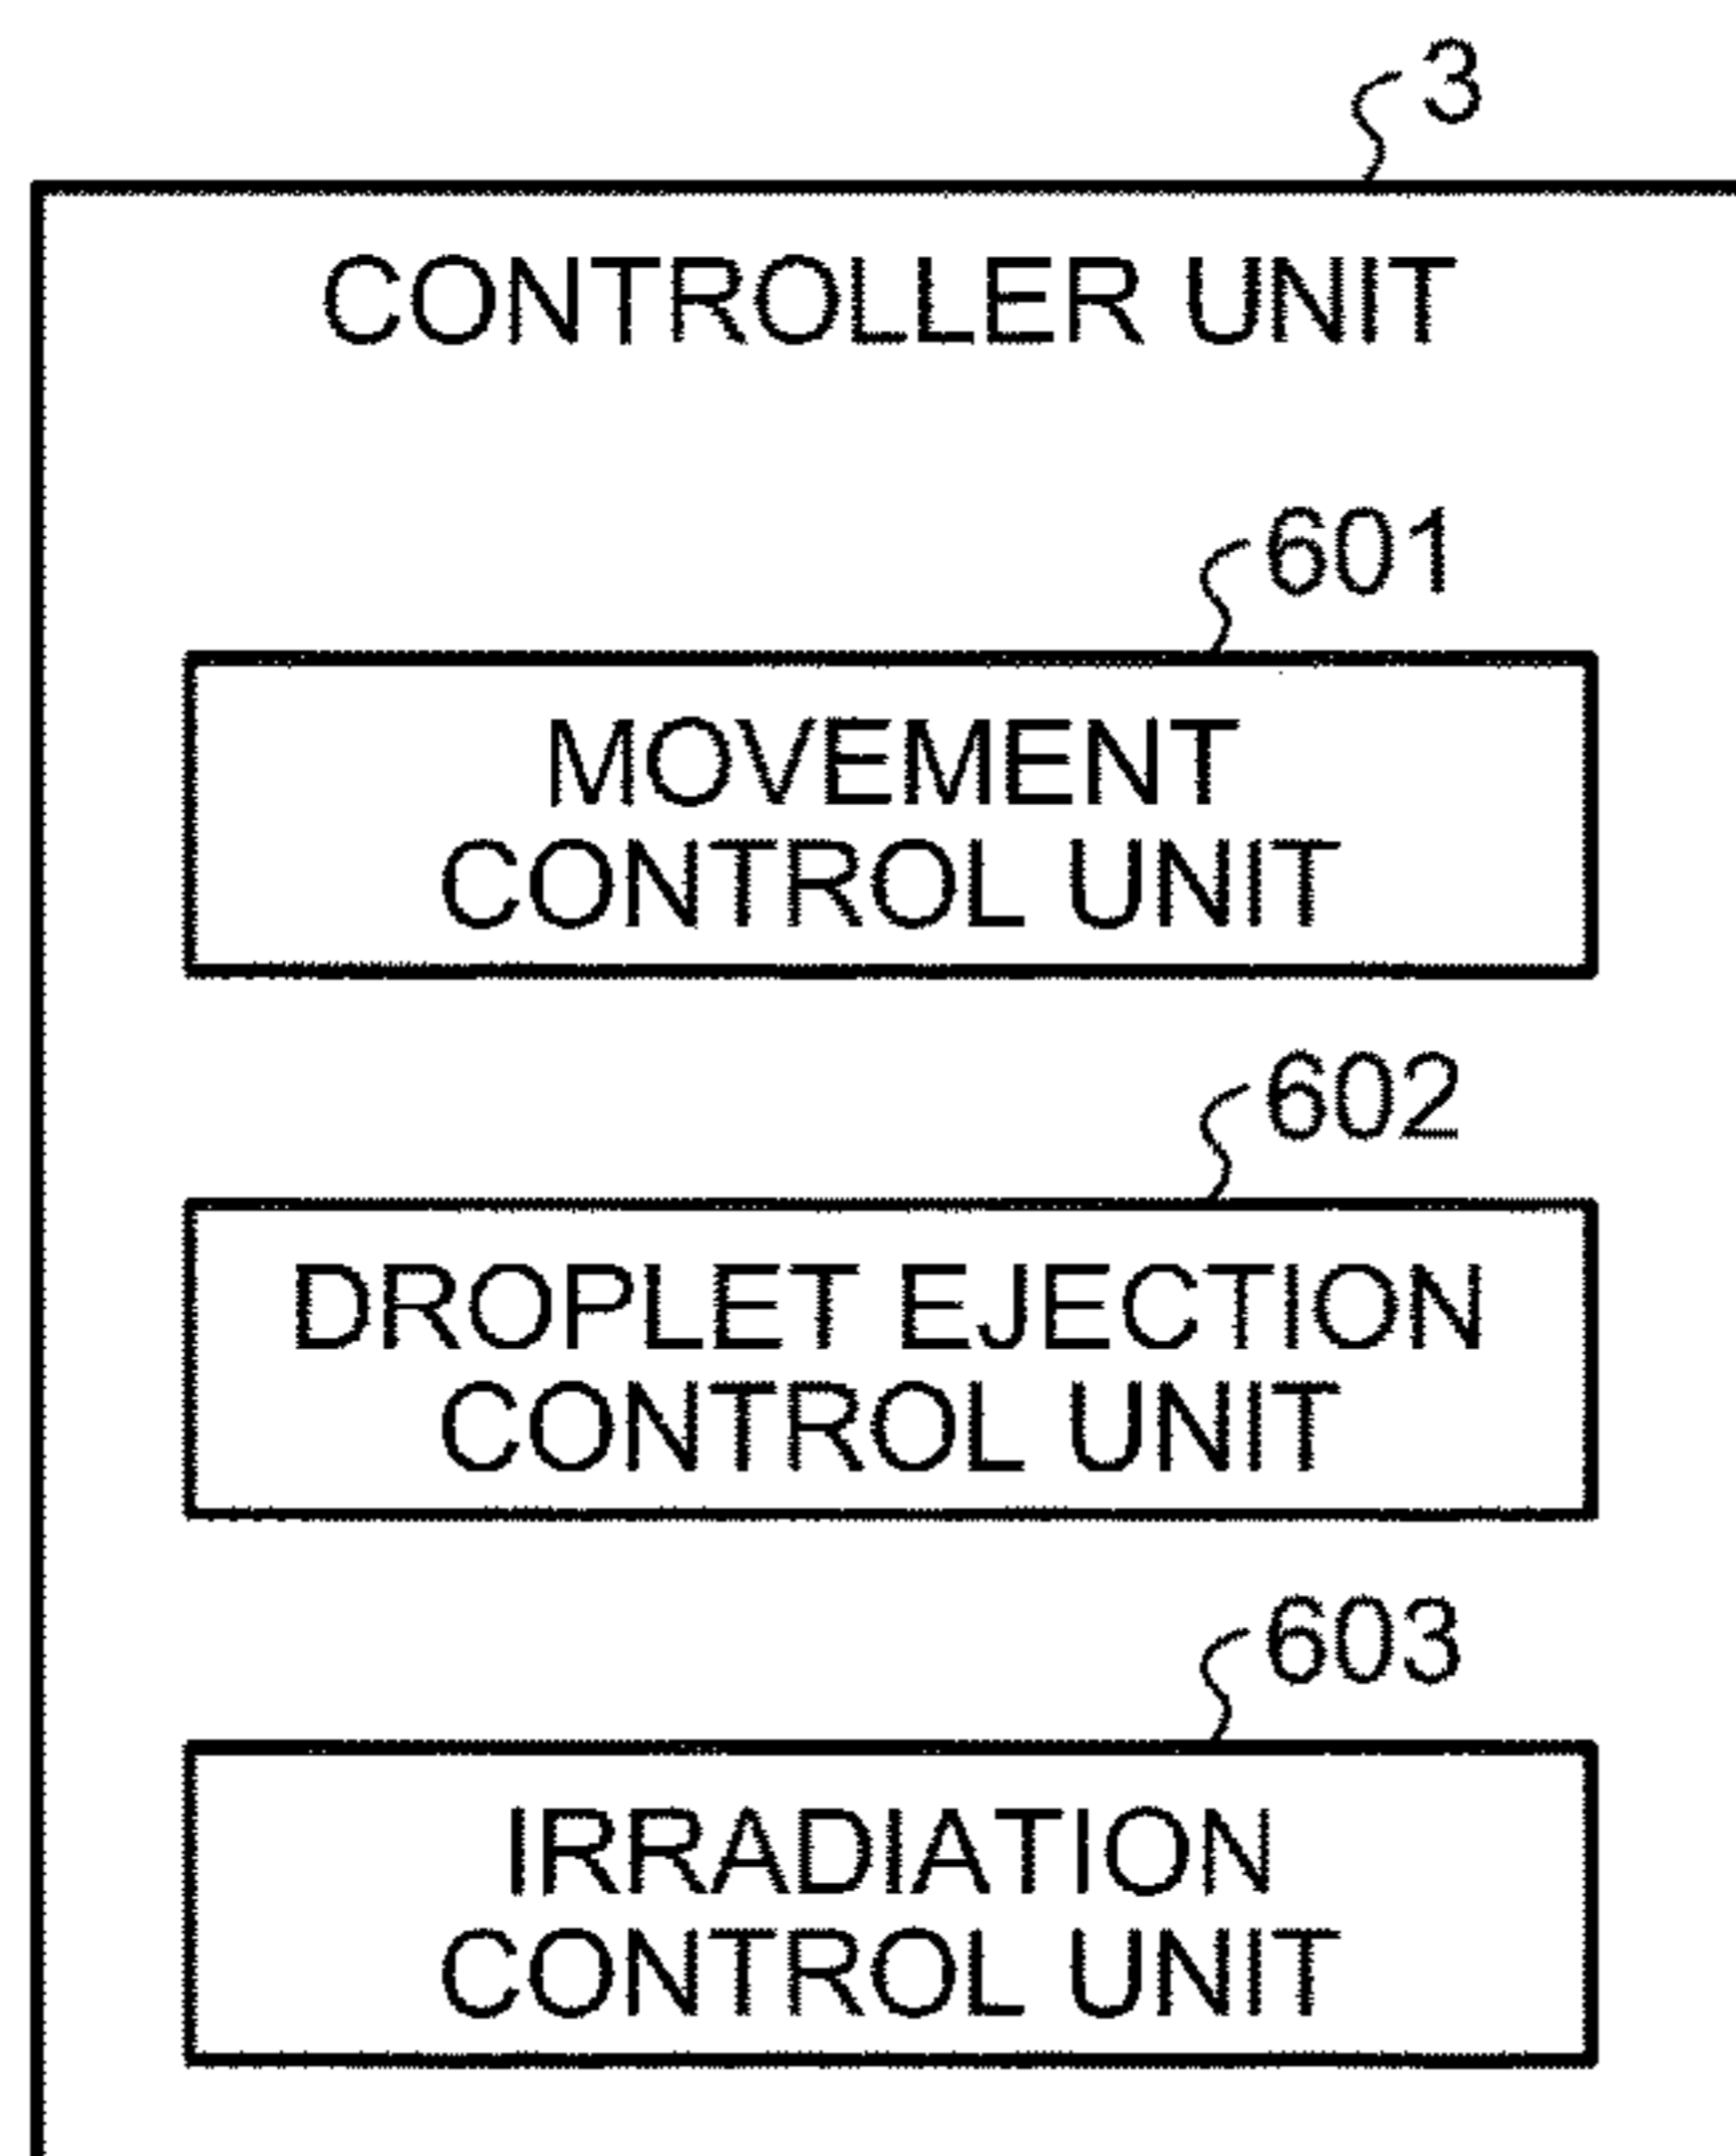 3
CONTROLLER UNIT
601
MOVEMENT
CONTROL UNIT
602
DROPLET EJECTION
CONTROL UNIT
603
IRRADIATION
CONTROL UNIT